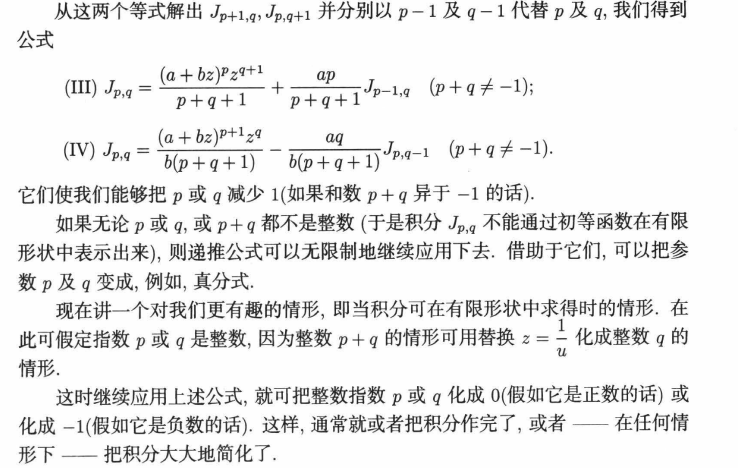 从这两个等式解出 J_{p+1,q}, J_{p,q+1} 并分别以 p − 1 及 q − 1 代替 p 及 q, 我们得到
公式
(III) J_{p,q} = \frac{(a + bz)^p z^{q+1}}{p + q + 1} + \frac{ap}{p + q + 1} J_{p−1,q} (p + q ≠ −1);
(IV) J_{p,q} = \frac{(a + bz)^{p+1} z^q}{b(p + q + 1)} − \frac{aq}{b(p + q + 1)} J_{p,q−1} (p + q ≠ −1).
它们使我们能够把 p 或 q 减少 1(如果和数 p + q 异于 −1 的话).
如果无论 p 或 q, 或 p + q 都不是整数 (于是积分 J_{p,q} 不能通过初等函数在有限
形状中表示出来), 则递推公式可以无限制地继续应用下去. 借助于它们, 可以把参
数 p 及 q 变成, 例如, 真分式.
现在讲一个对我们更有趣的情形, 即当积分可在有限形状中求得时的情形. 在
此可假定指数 p 或 q 是整数, 因为整数 p + q 的情形可用替换 z = \frac{1}{u} 化成整数 q 的
情形.
这时继续应用上述公式, 就可把整数指数 p 或 q 化成 0(假如它是正数的话) 或
化成 −1(假如它是负数的话). 这样, 通常就或者把积分作完了, 或者 —— 在任何情
形下 —— 把积分大大地简化了.